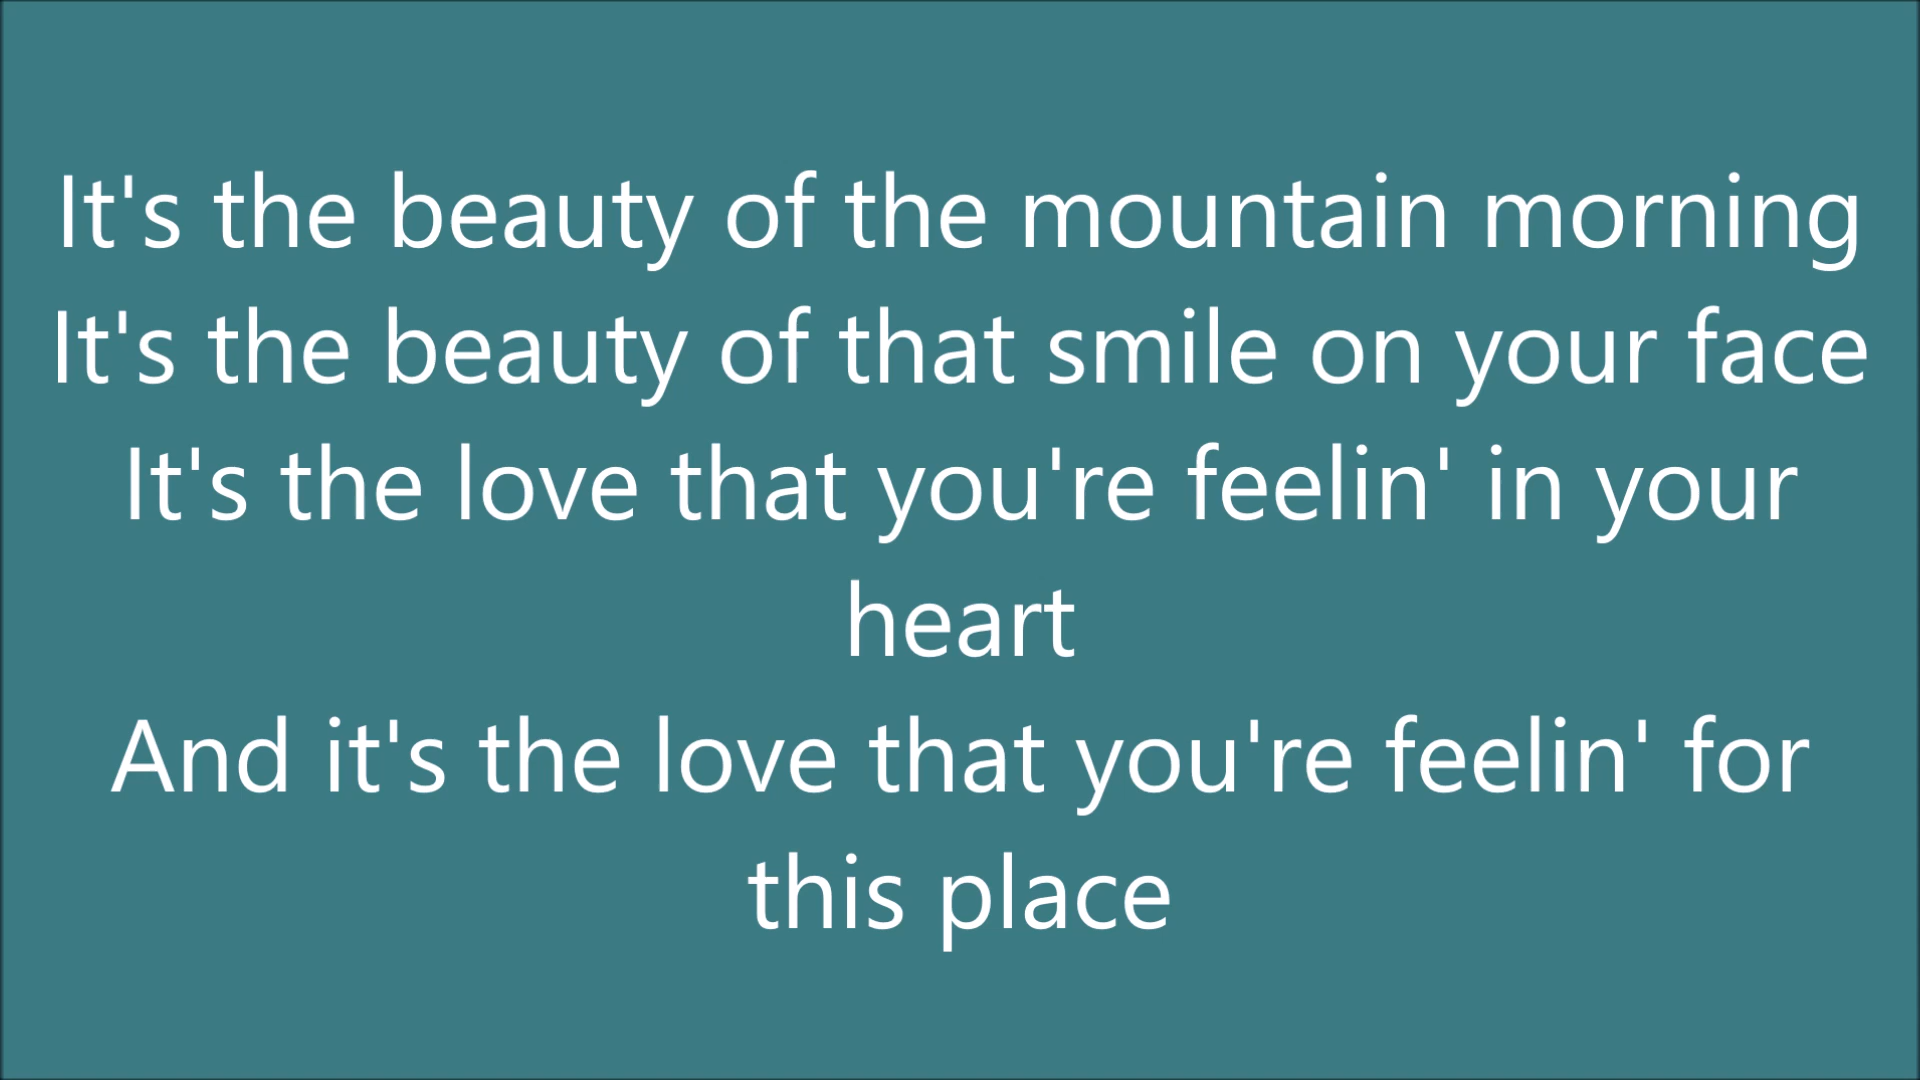 It's the beauty of the mountain morning
It's the beauty of that smile on your face
It's the love that you're feelin' in your
heart
And it's the love that you're feelin' for
this place